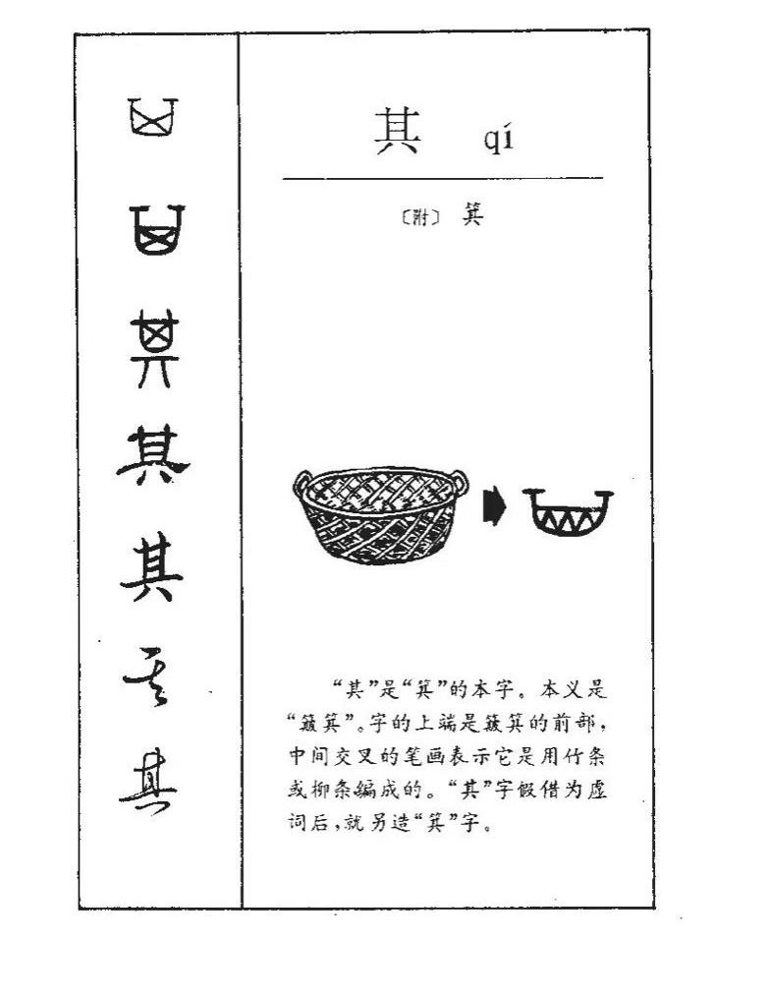 其 qí
〔附〕 箕
“其”是“箕”的本字。本义是
“簸箕”。字的上端是簸箕的前部，
中间交叉的笔画表示它是用竹条
或柳条编成的。“其”字假借为虚
词后，就另造“箕”字。
其
其